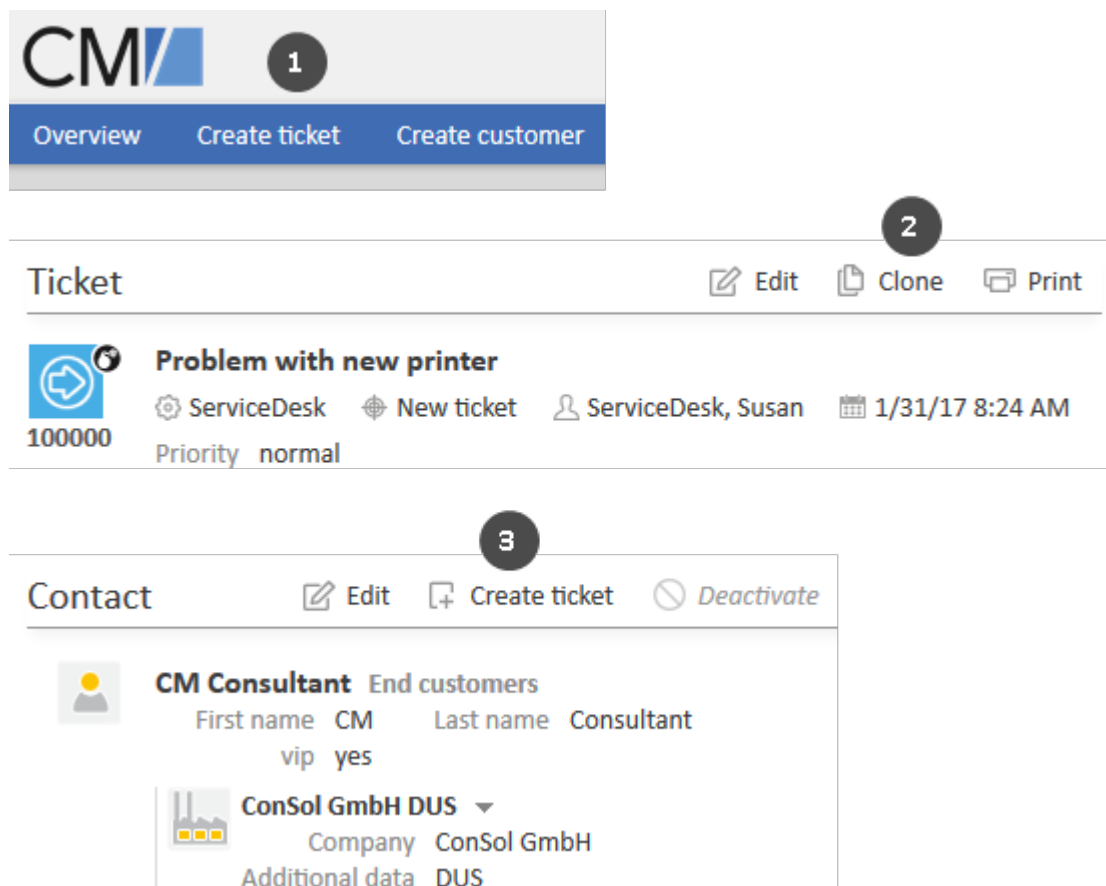 CM/
1
Overview Create ticket Create customer
2
Ticket Edit Clone Print
Problem with new printer
ServiceDesk New ticket ServiceDesk, Susan 1/31/17 8:24 AM
100000
Priority normal
3
Contact Edit Create ticket Deactivate
CM Consultant End customers
First name CM Last name Consultant
vip yes
ConSol GmbH DUS
Company ConSol GmbH
Additional data DUS